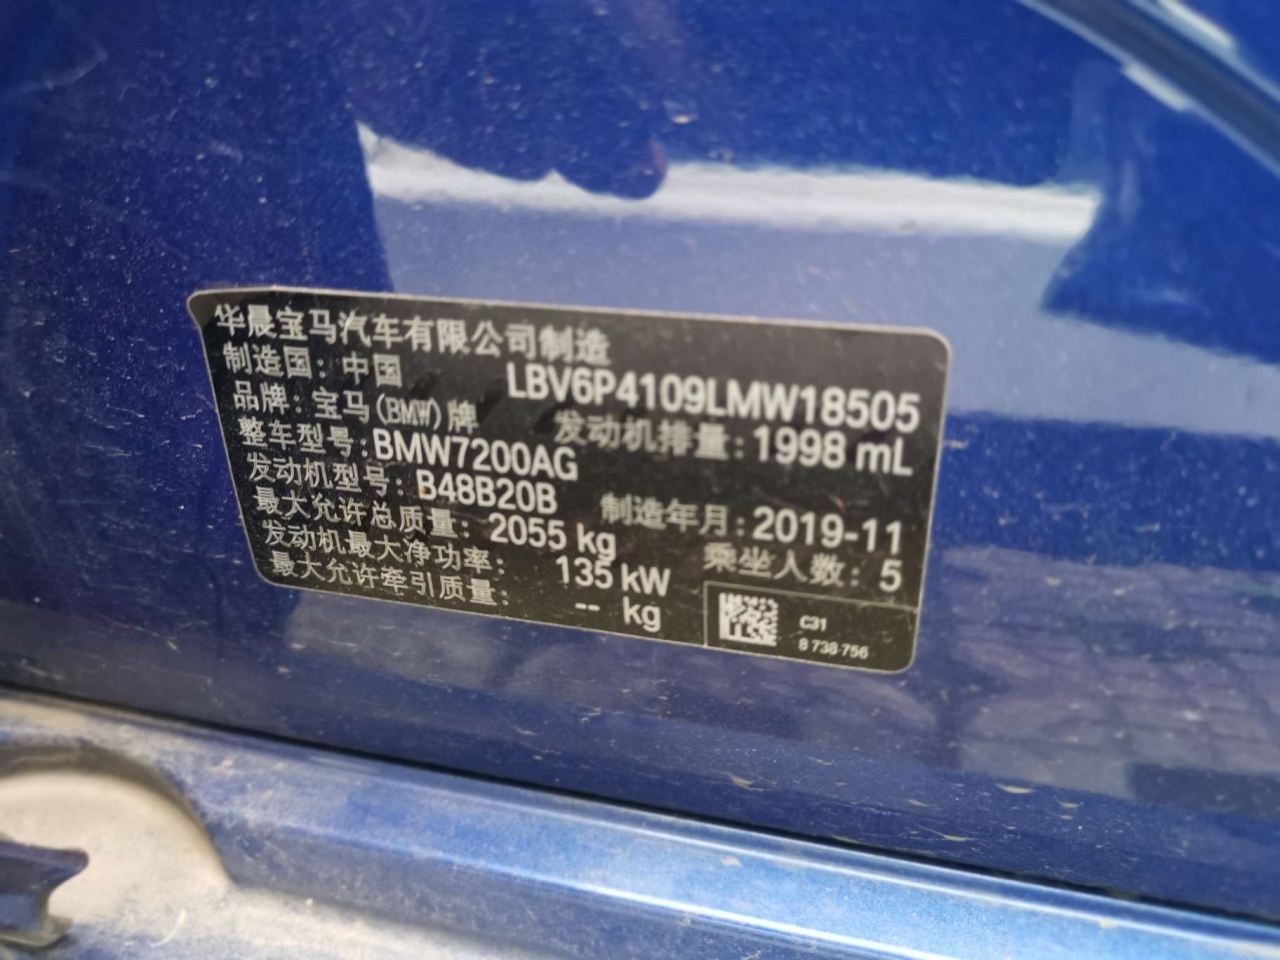 华晨宝马汽车有限公司制造
制造国：中国 LBV6P4109LMW18505
品牌：宝马(BMW)牌 发动机排量：1998 mL
整车型号：BMW7200AG
发动机型号：B48B20B 制造年月：2019-11
最大允许总质量：2055 kg 乘坐人数：5
发动机最大净功率：135 kW
最大允许牵引质量：-- kg
C31
8 738 756